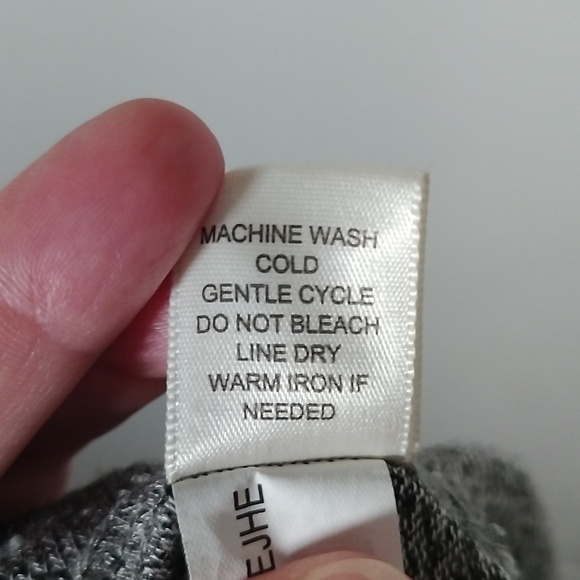 MACHINE WASH
COLD
GENTLE CYCLE
DO NOT BLEACH
LINE DRY
WARM IRON IF
NEEDED
EJHE